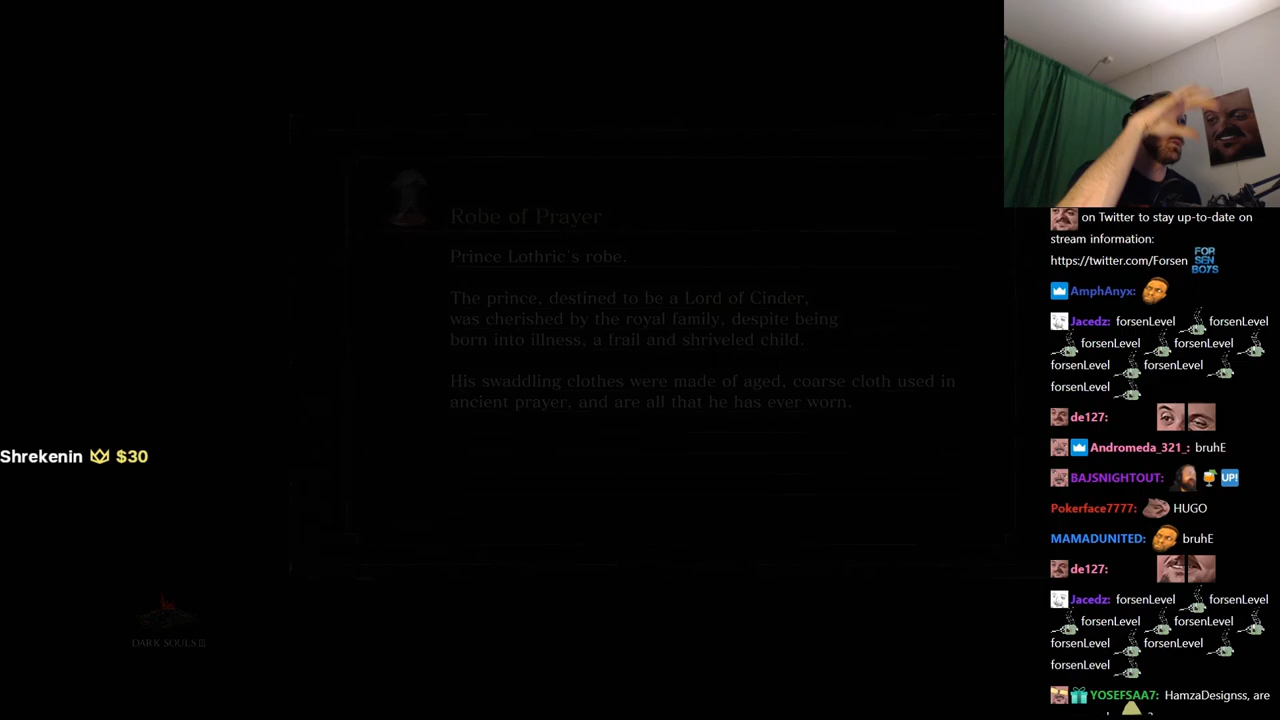 Robe of Prayer
Prince Lothric's robe.
The prince, destined to be a Lord of Cinder,
was cherished by the royal family, despite being
born into illness, a frail and shriveled child.
His swaddling clothes were made of aged, coarse cloth used in
ancient prayer, and are all that he has ever worn.
Shrekenin $30
DARK SOULS III
on Twitter to stay up-to-date on
stream information:
https://twitter.com/Forsen FOR SEN BOYS
AmphAnyx:
Jacedz: forsenLevel forsenLevel
forsenLevel forsenLevel
forsenLevel forsenLevel
forsenLevel
de127:
Andromeda_321_: bruhE
BAJSNIGHTOUT: UP!
Pokerface7777: HUGO
MAMADUNITED: bruhE
de127:
Jacedz: forsenLevel forsenLevel
forsenLevel forsenLevel
forsenLevel forsenLevel
forsenLevel
YOSEFSAA7: HamzaDesignss, are